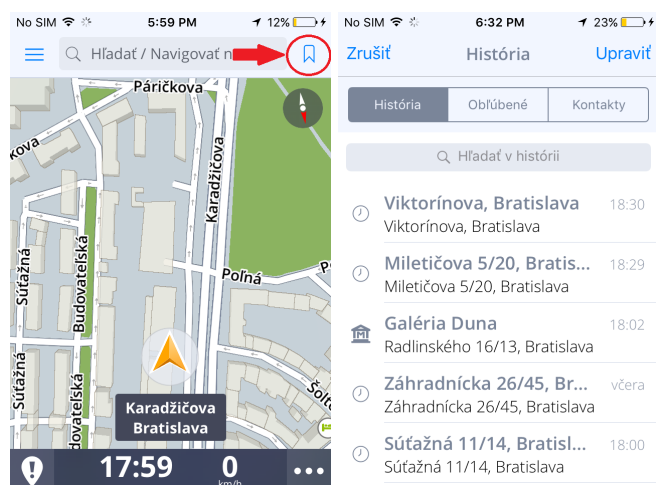 No SIM 5:59 PM 12%
Hľadať / Navigovať n
Páričkova
kova
Karadžičova
Súťažná
Budovateľská
Poľná
P
Súťažná
dovateľská
Šolt
Karadžičova
Bratislava
17:59 0
km/h
No SIM 6:32 PM 23%
Zrušiť História Upraviť
História Obľúbené Kontakty
Hľadať v histórii
Viktorínova, Bratislava 18:30
Viktorínova, Bratislava
Miletičova 5/20, Bratis... 18:29
Miletičova 5/20, Bratislava
Galéria Duna 18:02
Radlinského 16/13, Bratislava
Záhradnícka 26/45, Br... včera
Záhradnícka 26/45, Bratislava
Súťažná 11/14, Bratisl... 18:00
Súťažná 11/14, Bratislava